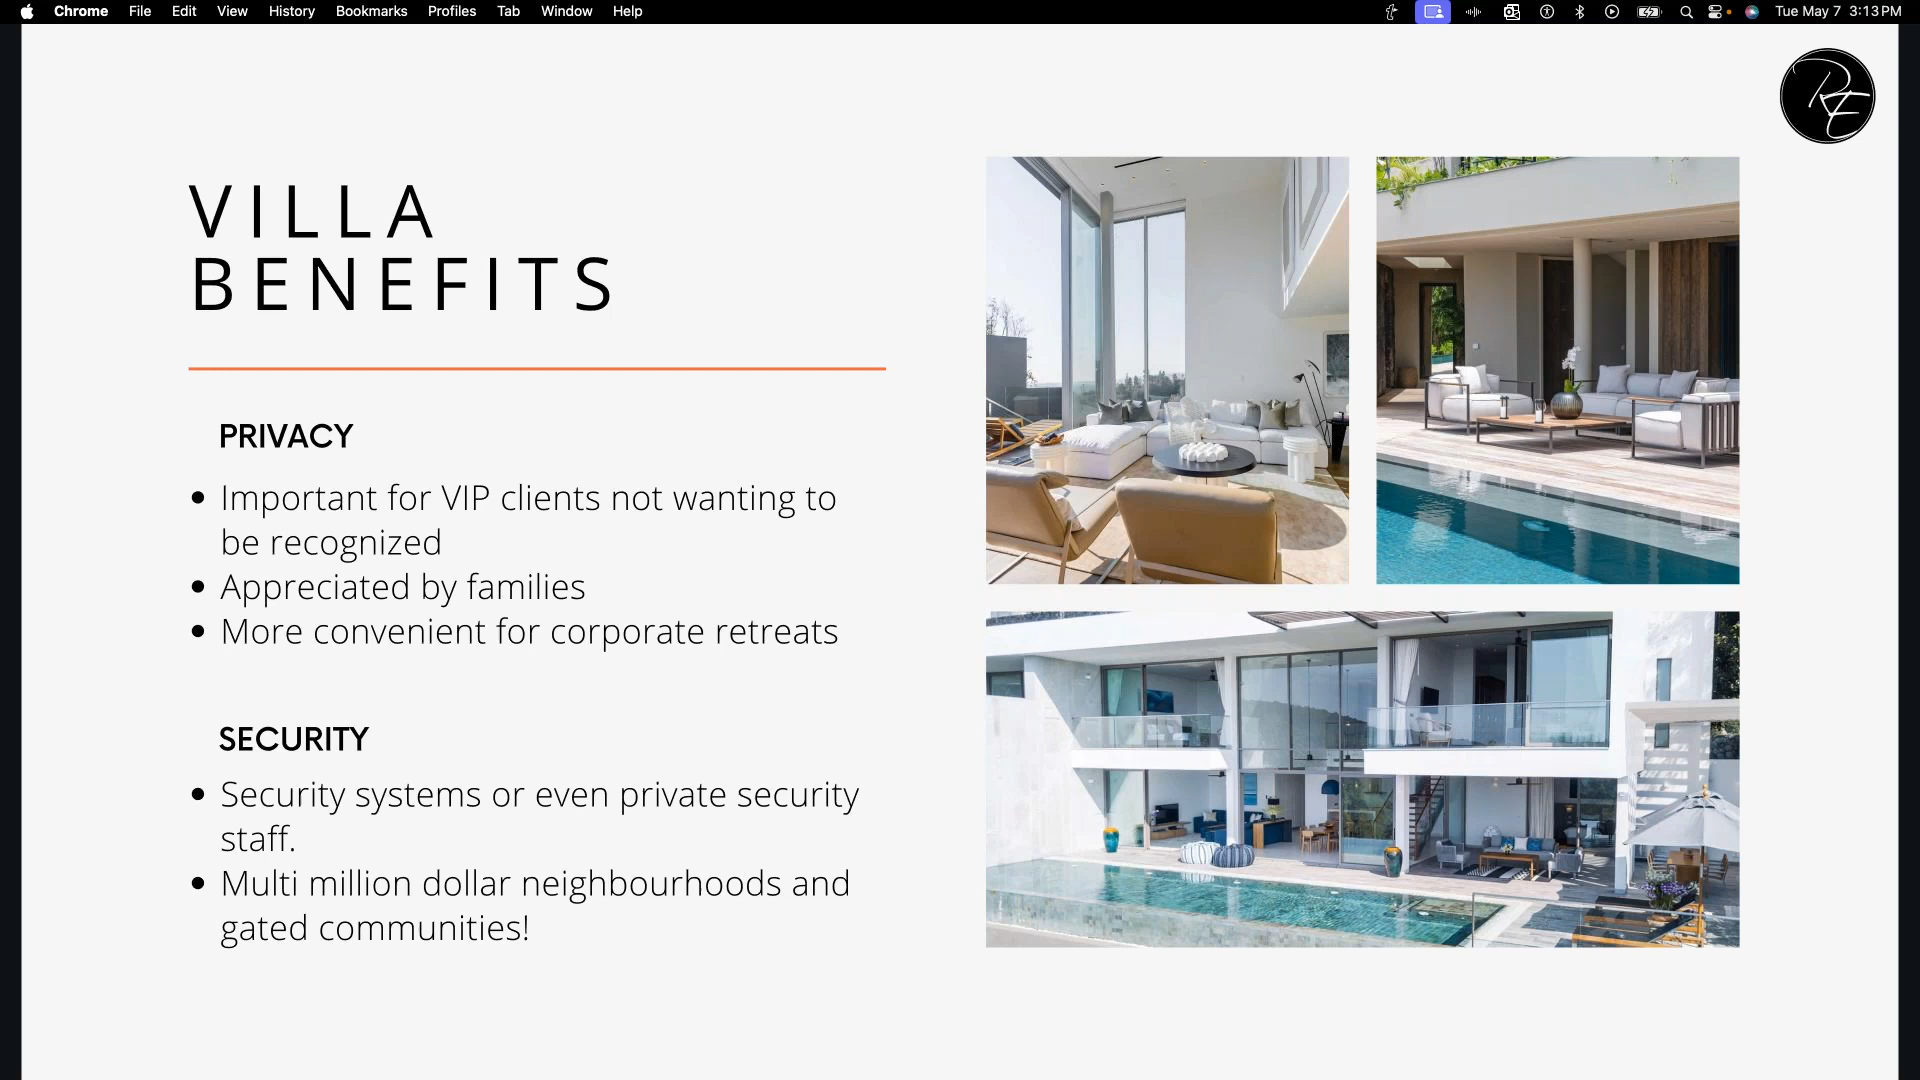 Chrome File Edit View History Bookmarks Profiles Tab Window Help Tue May 7 3:13 PM
RE
VILLA
BENEFITS
PRIVACY
• Important for VIP clients not wanting to
be recognized
• Appreciated by families
• More convenient for corporate retreats
SECURITY
• Security systems or even private security
staff.
• Multi million dollar neighbourhoods and
gated communities!